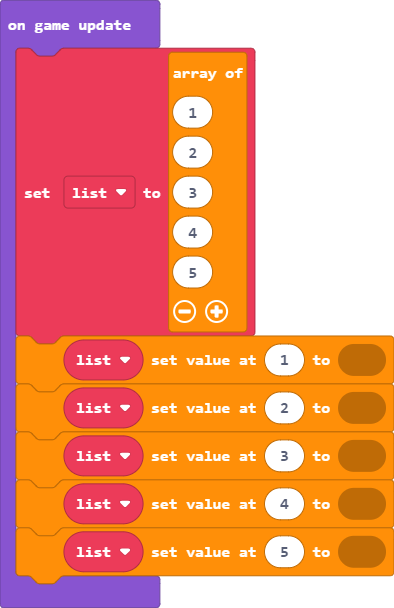 on game update
array of
1
2
3
4
5
set list to
list set value at 1 to
list set value at 2 to
list set value at 3 to
list set value at 4 to
list set value at 5 to